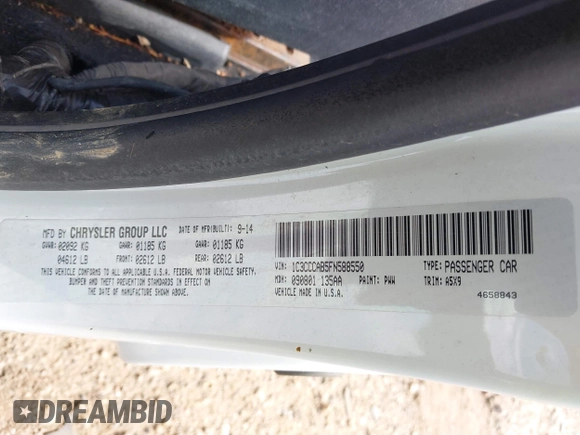 MFD BY CHRYSLER GROUP LLC DATE OF MFR(BUILT): 9-14
GVWR: 02092 KG GAWR: 01185 KG GAWR: 01185 KG
04612 LB FRONT: 02612 LB REAR: 02612 LB
THIS VEHICLE CONFORMS TO ALL APPLICABLE U.S.A. FEDERAL MOTOR VEHICLE SAFETY,
BUMPER AND THEFT PREVENTION STANDARDS IN EFFECT
ON THE DATE OF MANUFACTURE SHOWN ABOVE.
VIN: 1C3CCCAB5FN588550 TYPE: PASSENGER CAR
MDH: 090801 135AA PAINT: PWW TRIM: A5X9
VEHICLE MADE IN U.S.A. 4658843
DREAMBID